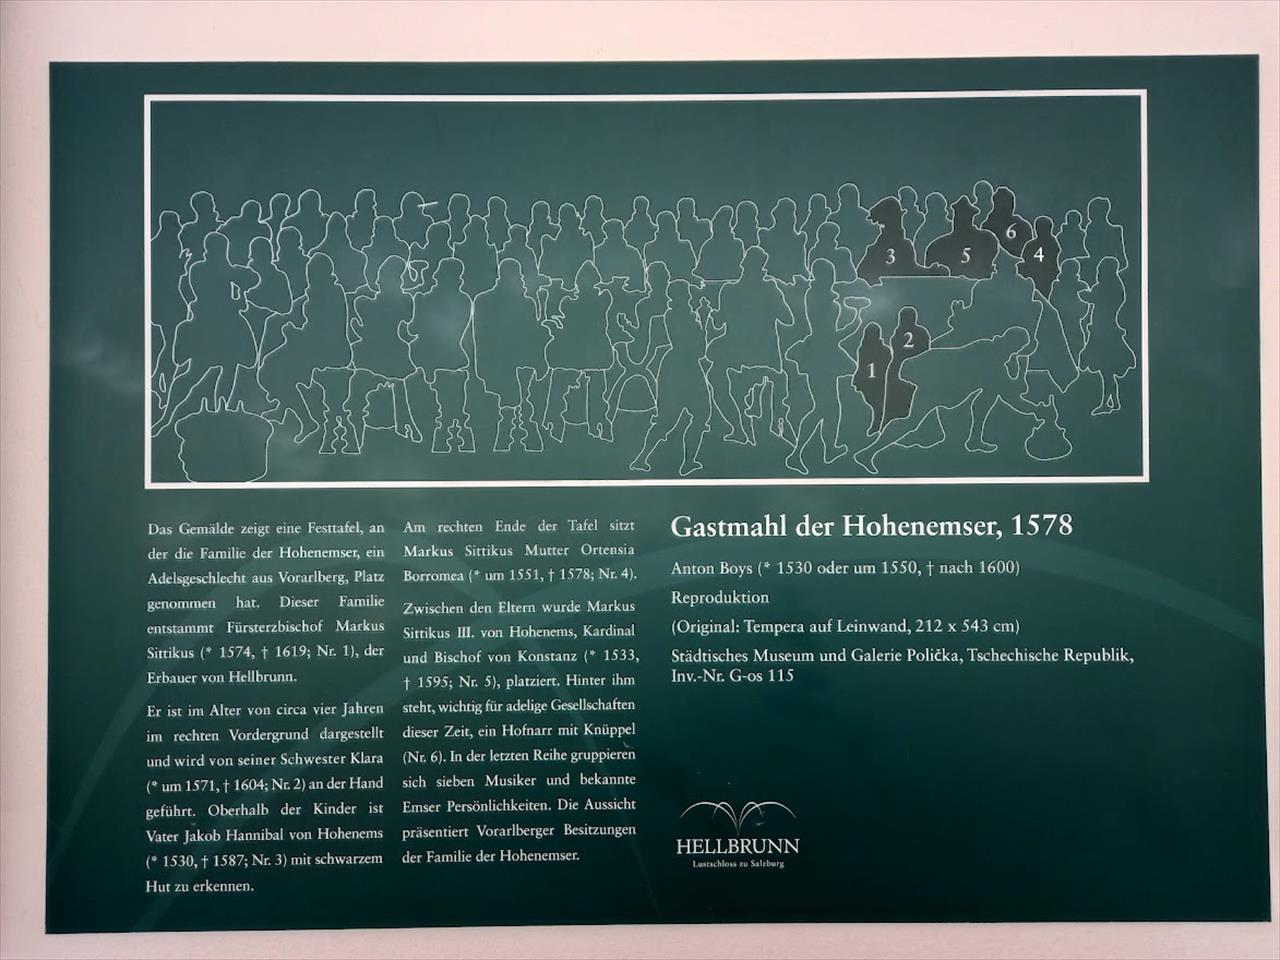 3
5
6
4
1
2
Das Gemälde zeigt eine Festtafel, an
der die Familie der Hohenemser, ein
Adelsgeschlecht aus Vorarlberg, Platz
genommen hat. Dieser Familie
entstammt Fürsterzbischof Markus
Sittikus (* 1574, † 1619; Nr. 1), der
Erbauer von Hellbrunn.
Er ist im Alter von circa vier Jahren
im rechten Vordergrund dargestellt
und wird von seiner Schwester Klara
(* um 1571, † 1604; Nr. 2) an der Hand
geführt. Oberhalb der Kinder ist
Vater Jakob Hannibal von Hohenems
(* 1530, † 1587; Nr. 3) mit schwarzem
Hut zu erkennen.
Am rechten Ende der Tafel sitzt
Markus Sittikus Mutter Ortensia
Borromea (* um 1551, † 1578; Nr. 4).
Zwischen den Eltern wurde Markus
Sittikus III. von Hohenems, Kardinal
und Bischof von Konstanz (* 1533,
† 1595; Nr. 5), platziert. Hinter ihm
steht, wichtig für adelige Gesellschaften
dieser Zeit, ein Hofnarr mit Knüppel
(Nr. 6). In der letzten Reihe gruppieren
sich sieben Musiker und bekannte
Emser Persönlichkeiten. Die Aussicht
präsentiert Vorarlberger Besitzungen
der Familie der Hohenemser.
Gastmahl der Hohenemser, 1578
Anton Boys (* 1530 oder um 1550, † nach 1600)
Reproduktion
(Original: Tempera auf Leinwand, 212 x 543 cm)
Städtisches Museum und Galerie Polička, Tschechische Republik,
Inv.-Nr. G-os 115
HELLBRUNN
Lustschloss zu Salzburg